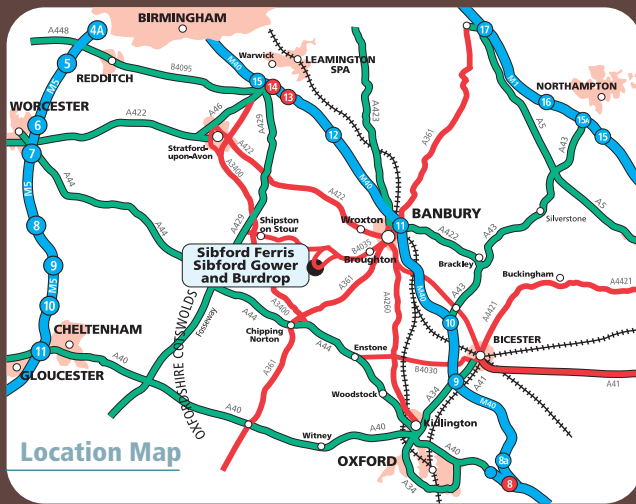 BIRMINGHAM
A448
4A
17
5
M5
REDDITCH
B4095
M40
Warwick
LEAMINGTON
SPA
M1
NORTHAMPTON
WORCESTER
A422
A46
15
14
13
A429
A423
16
15A
15
6
7
12
A361
A5
A43
Stratford-
upon-Avon
A422
A3400
M40
A44
A422
A5
M5
8
A44
A429
Shipston
on Stour
Wroxton
11
BANBURY
A422
A43
Silverstone
Sibford Ferris
Sibford Gower
and Burdrop
B4035
Broughton
Brackley
Buckingham
9
M5
10
A361
A4260
M40
A43
A4421
A4421
Fosseway
OXFORDSHIRE COTSWOLDS
A44
A3400
Chipping
Norton
10
CHELTENHAM
11
GLOUCESTER
A40
A44
Enstone
B4030
BICESTER
A361
A34
9
A41
A41
Woodstock
M40
A40
A40
Kidlington
Witney
A40
Location Map
OXFORD
A34
8a
8